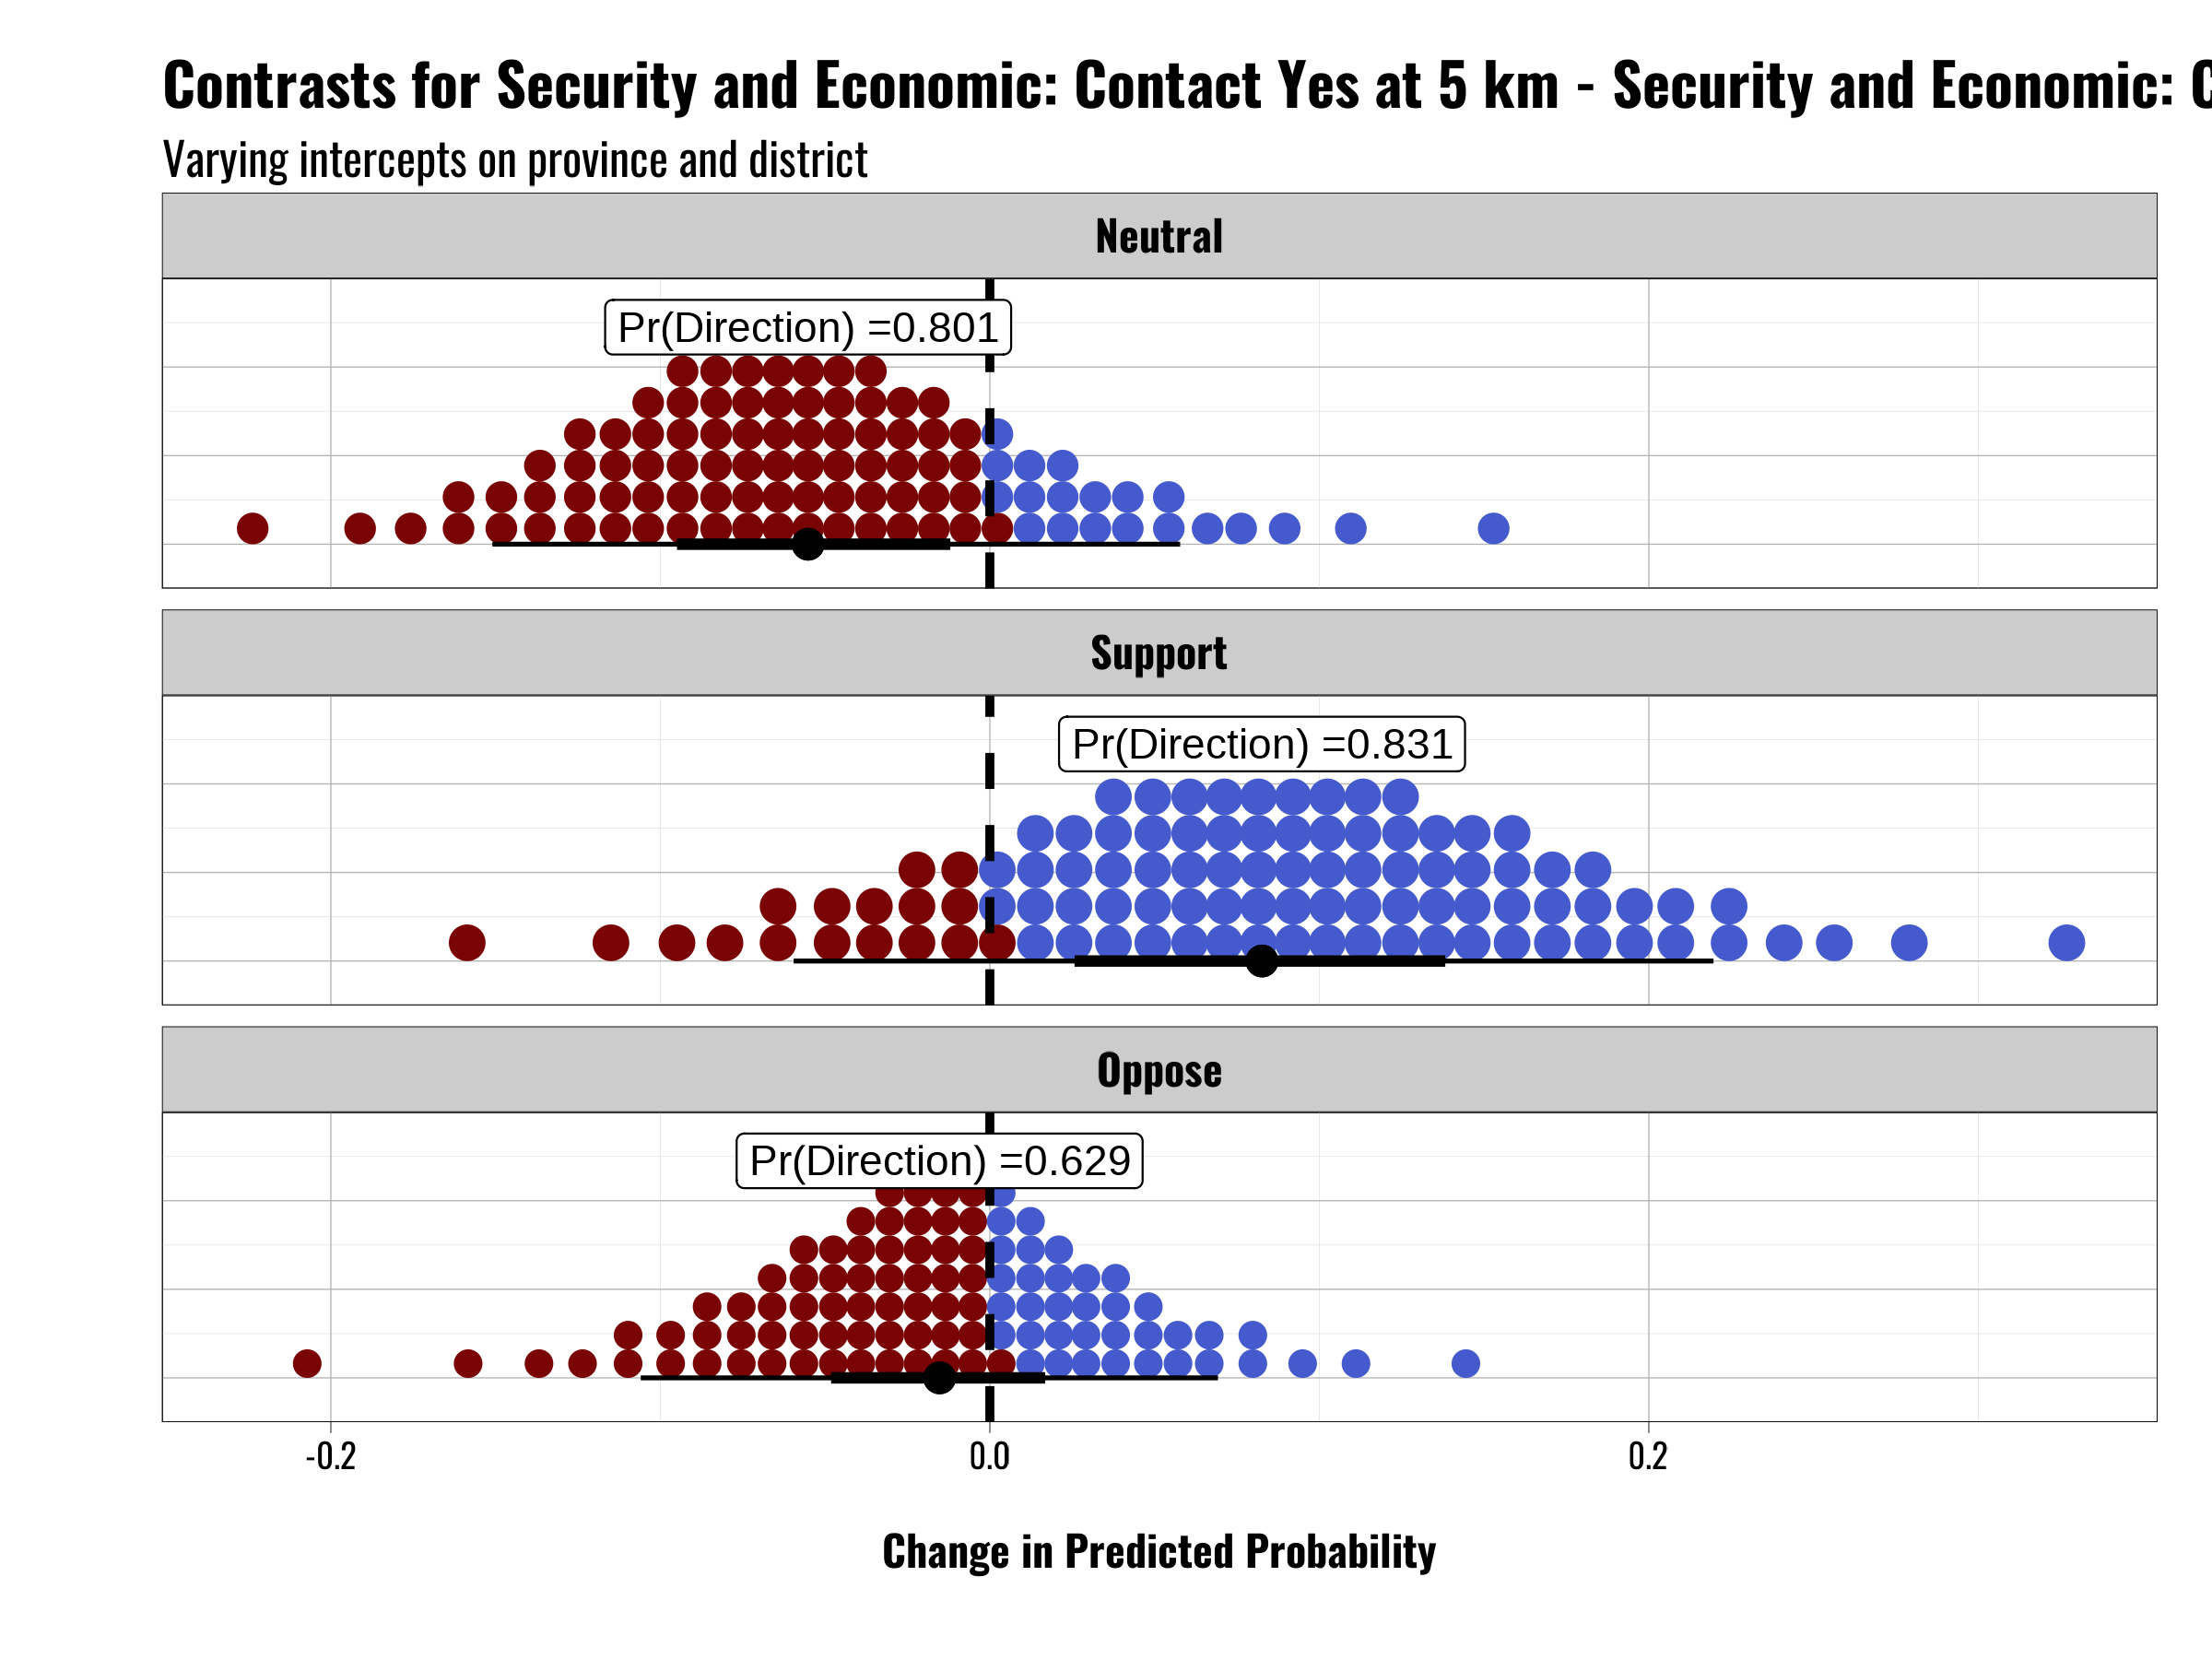 Contrasts for Security and Economic: Contact Yes at 5 km - Security and Economic:
Varying intercepts on province and district
Neutral
Pr(Direction) =0.801
Support
Pr(Direction) =0.831
Oppose
Pr(Direction) =0.629
-0.2 0.0 0.2
Change in Predicted Probability